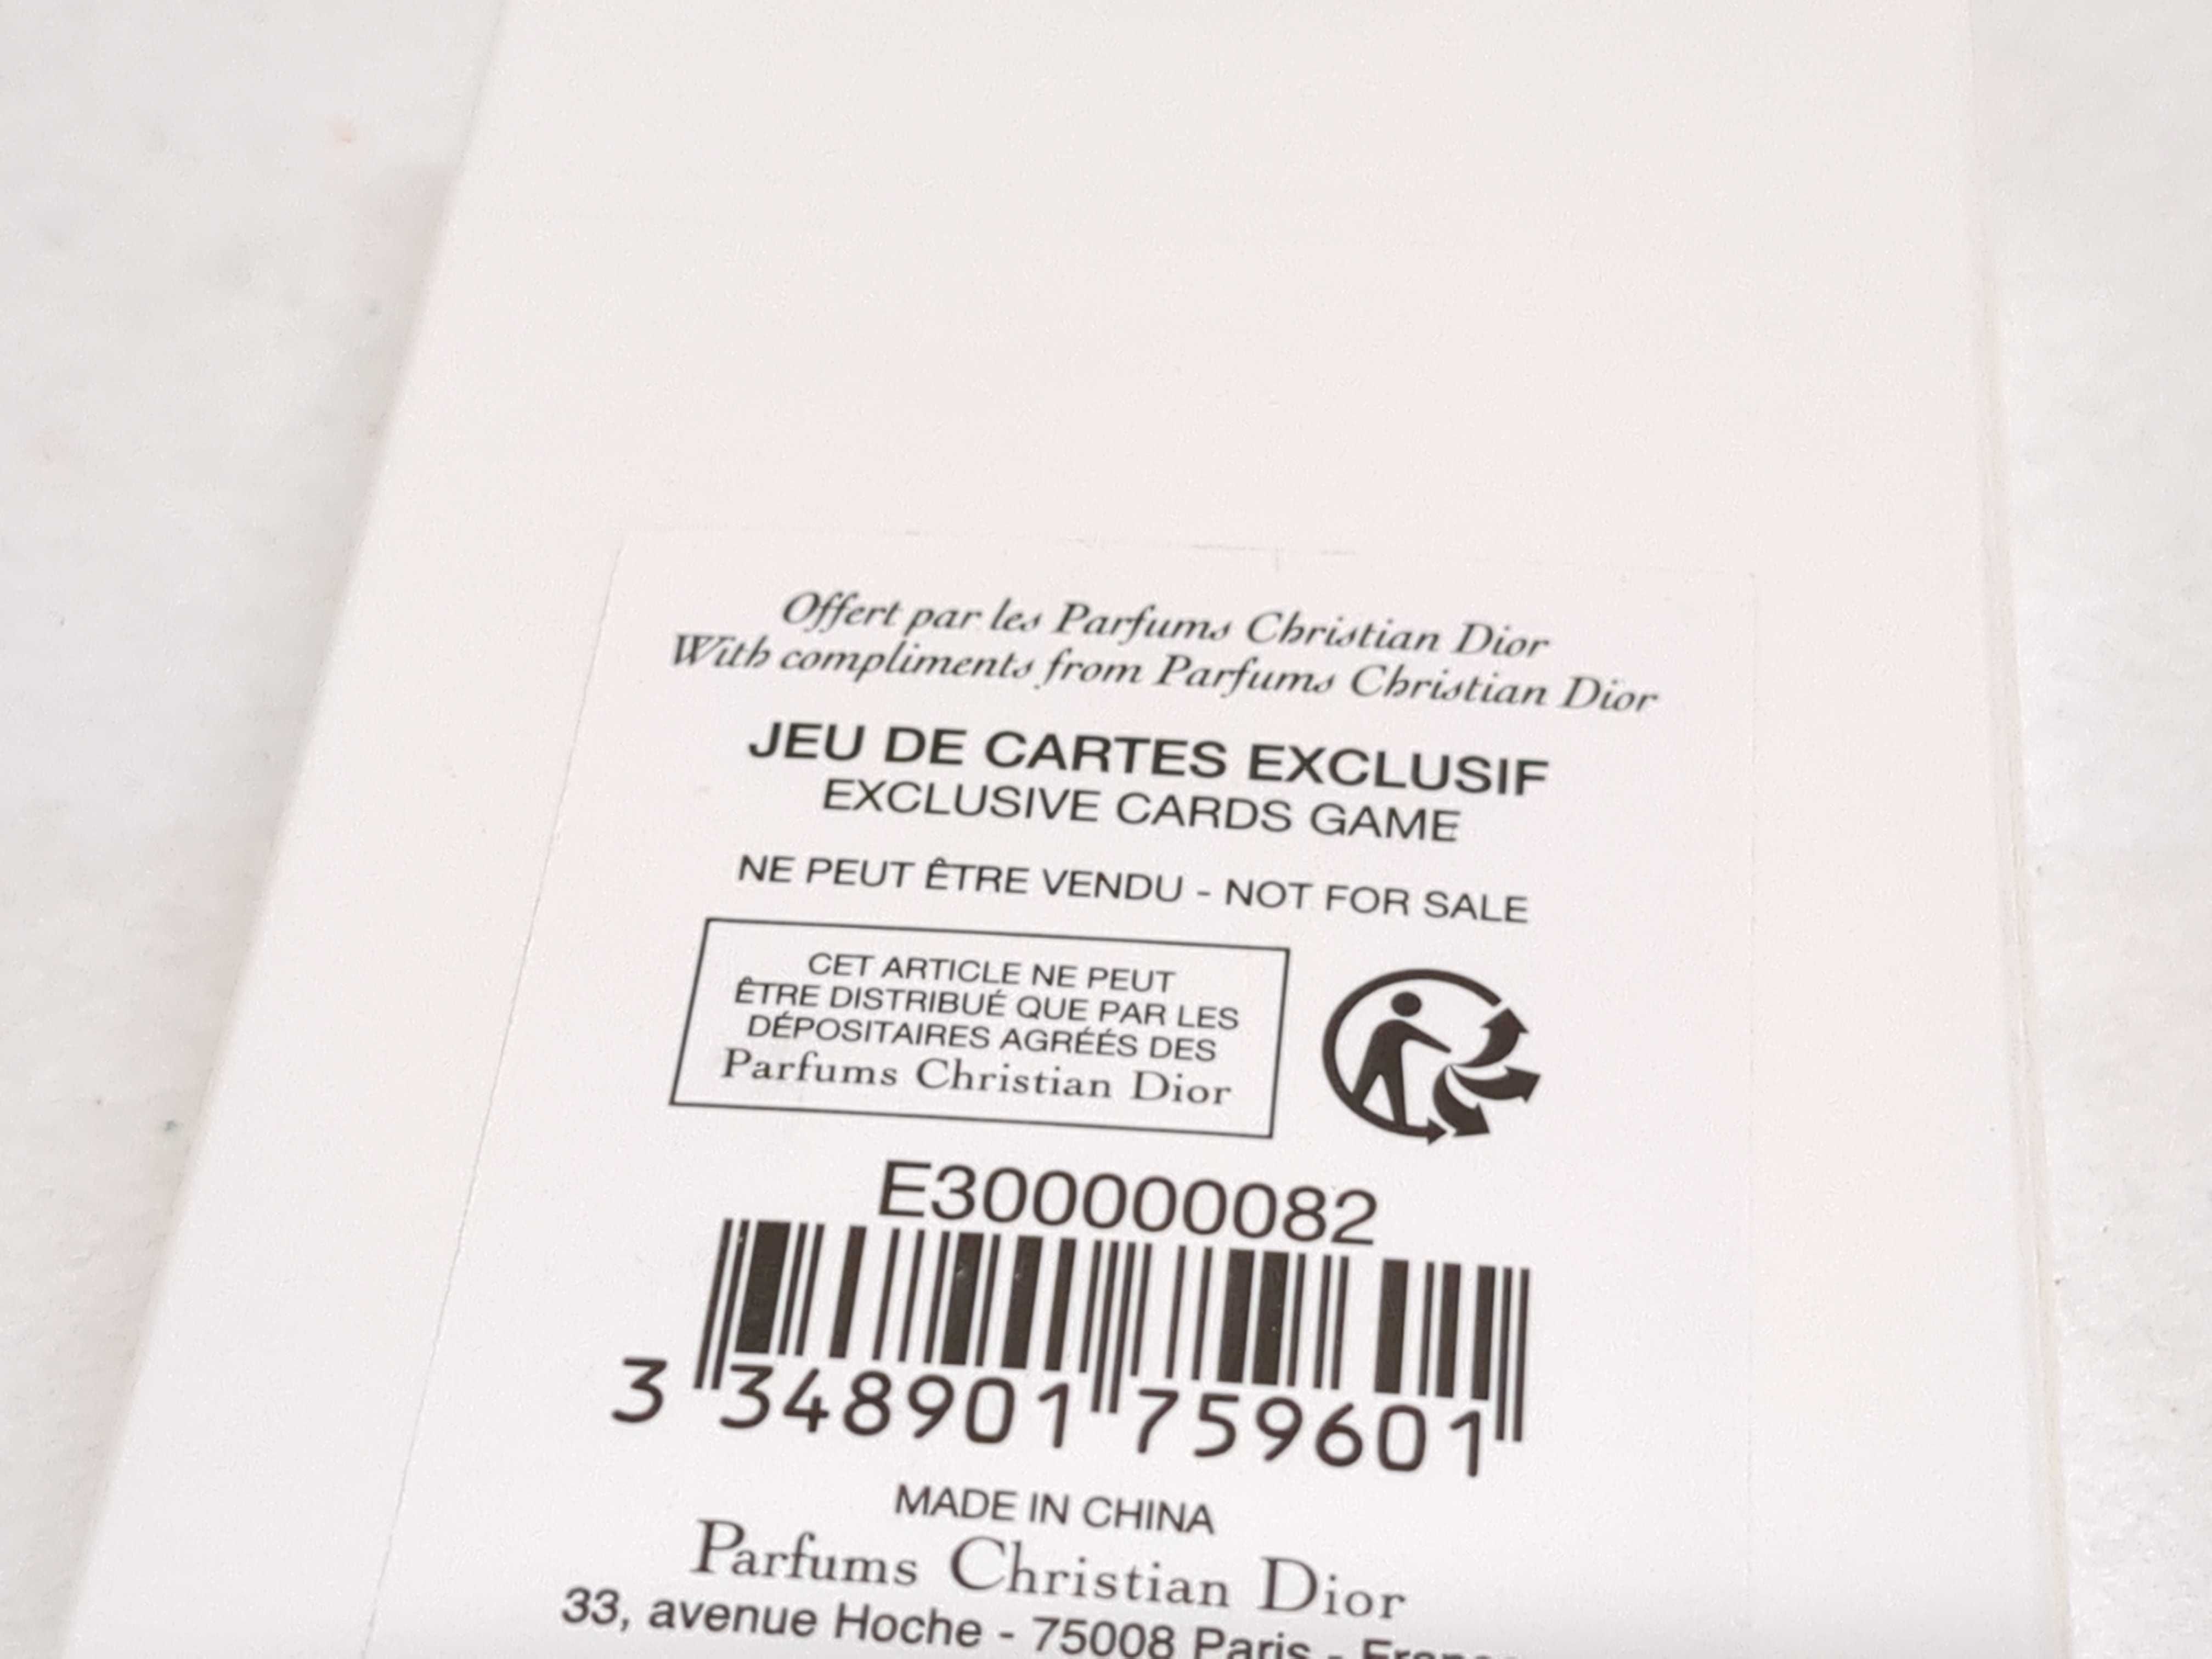 Offert par les Parfums Christian Dior
With compliments from Parfums Christian Dior
JEU DE CARTES EXCLUSIF
EXCLUSIVE CARDS GAME
NE PEUT ÊTRE VENDU - NOT FOR SALE
CET ARTICLE NE PEUT
ÊTRE DISTRIBUÉ QUE PAR LES
DÉPOSITAIRES AGRÉÉS DES
Parfums Christian Dior
E300000082
3 348901 759601
MADE IN CHINA
Parfums Christian Dior
33, avenue Hoche - 75008 Paris -